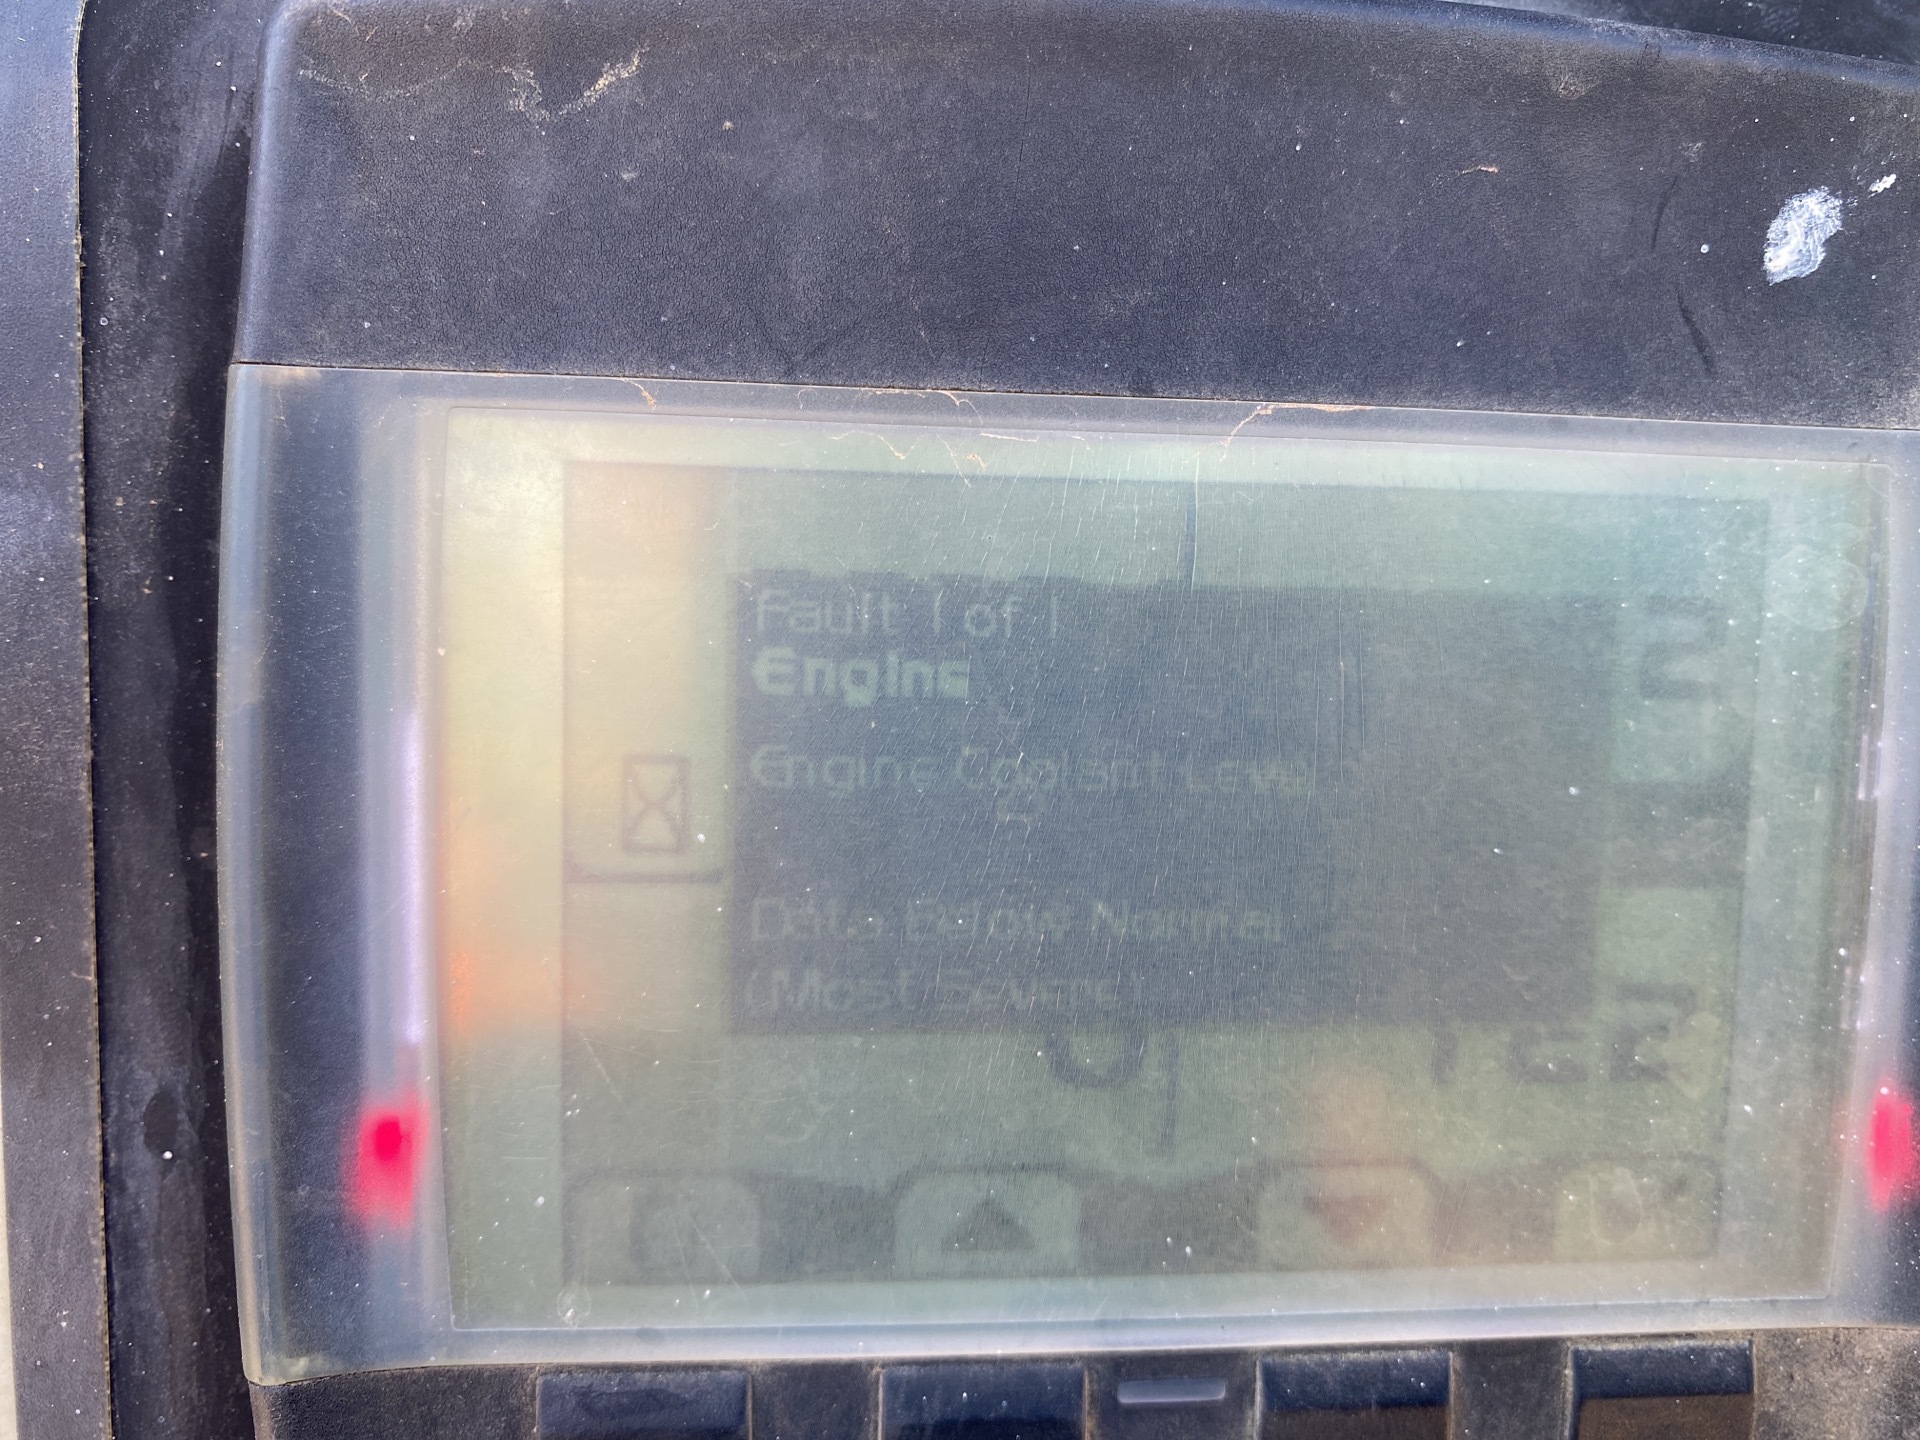 Fault 1 of 1
Engine
Engine Coolant Level
Data Below Normal
(Most Severe)